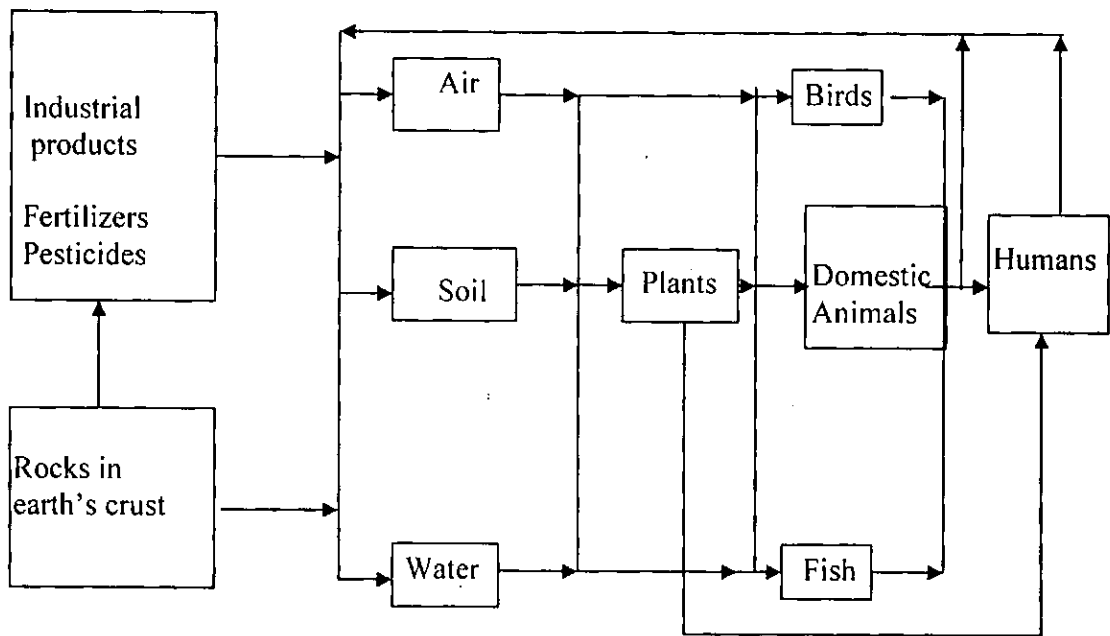 Industrial
products
Fertilizers
Pesticides
Rocks in
earth's crust
Air
Soil
Water
Plants
Birds
Domestic
Animals
Fish
Humans